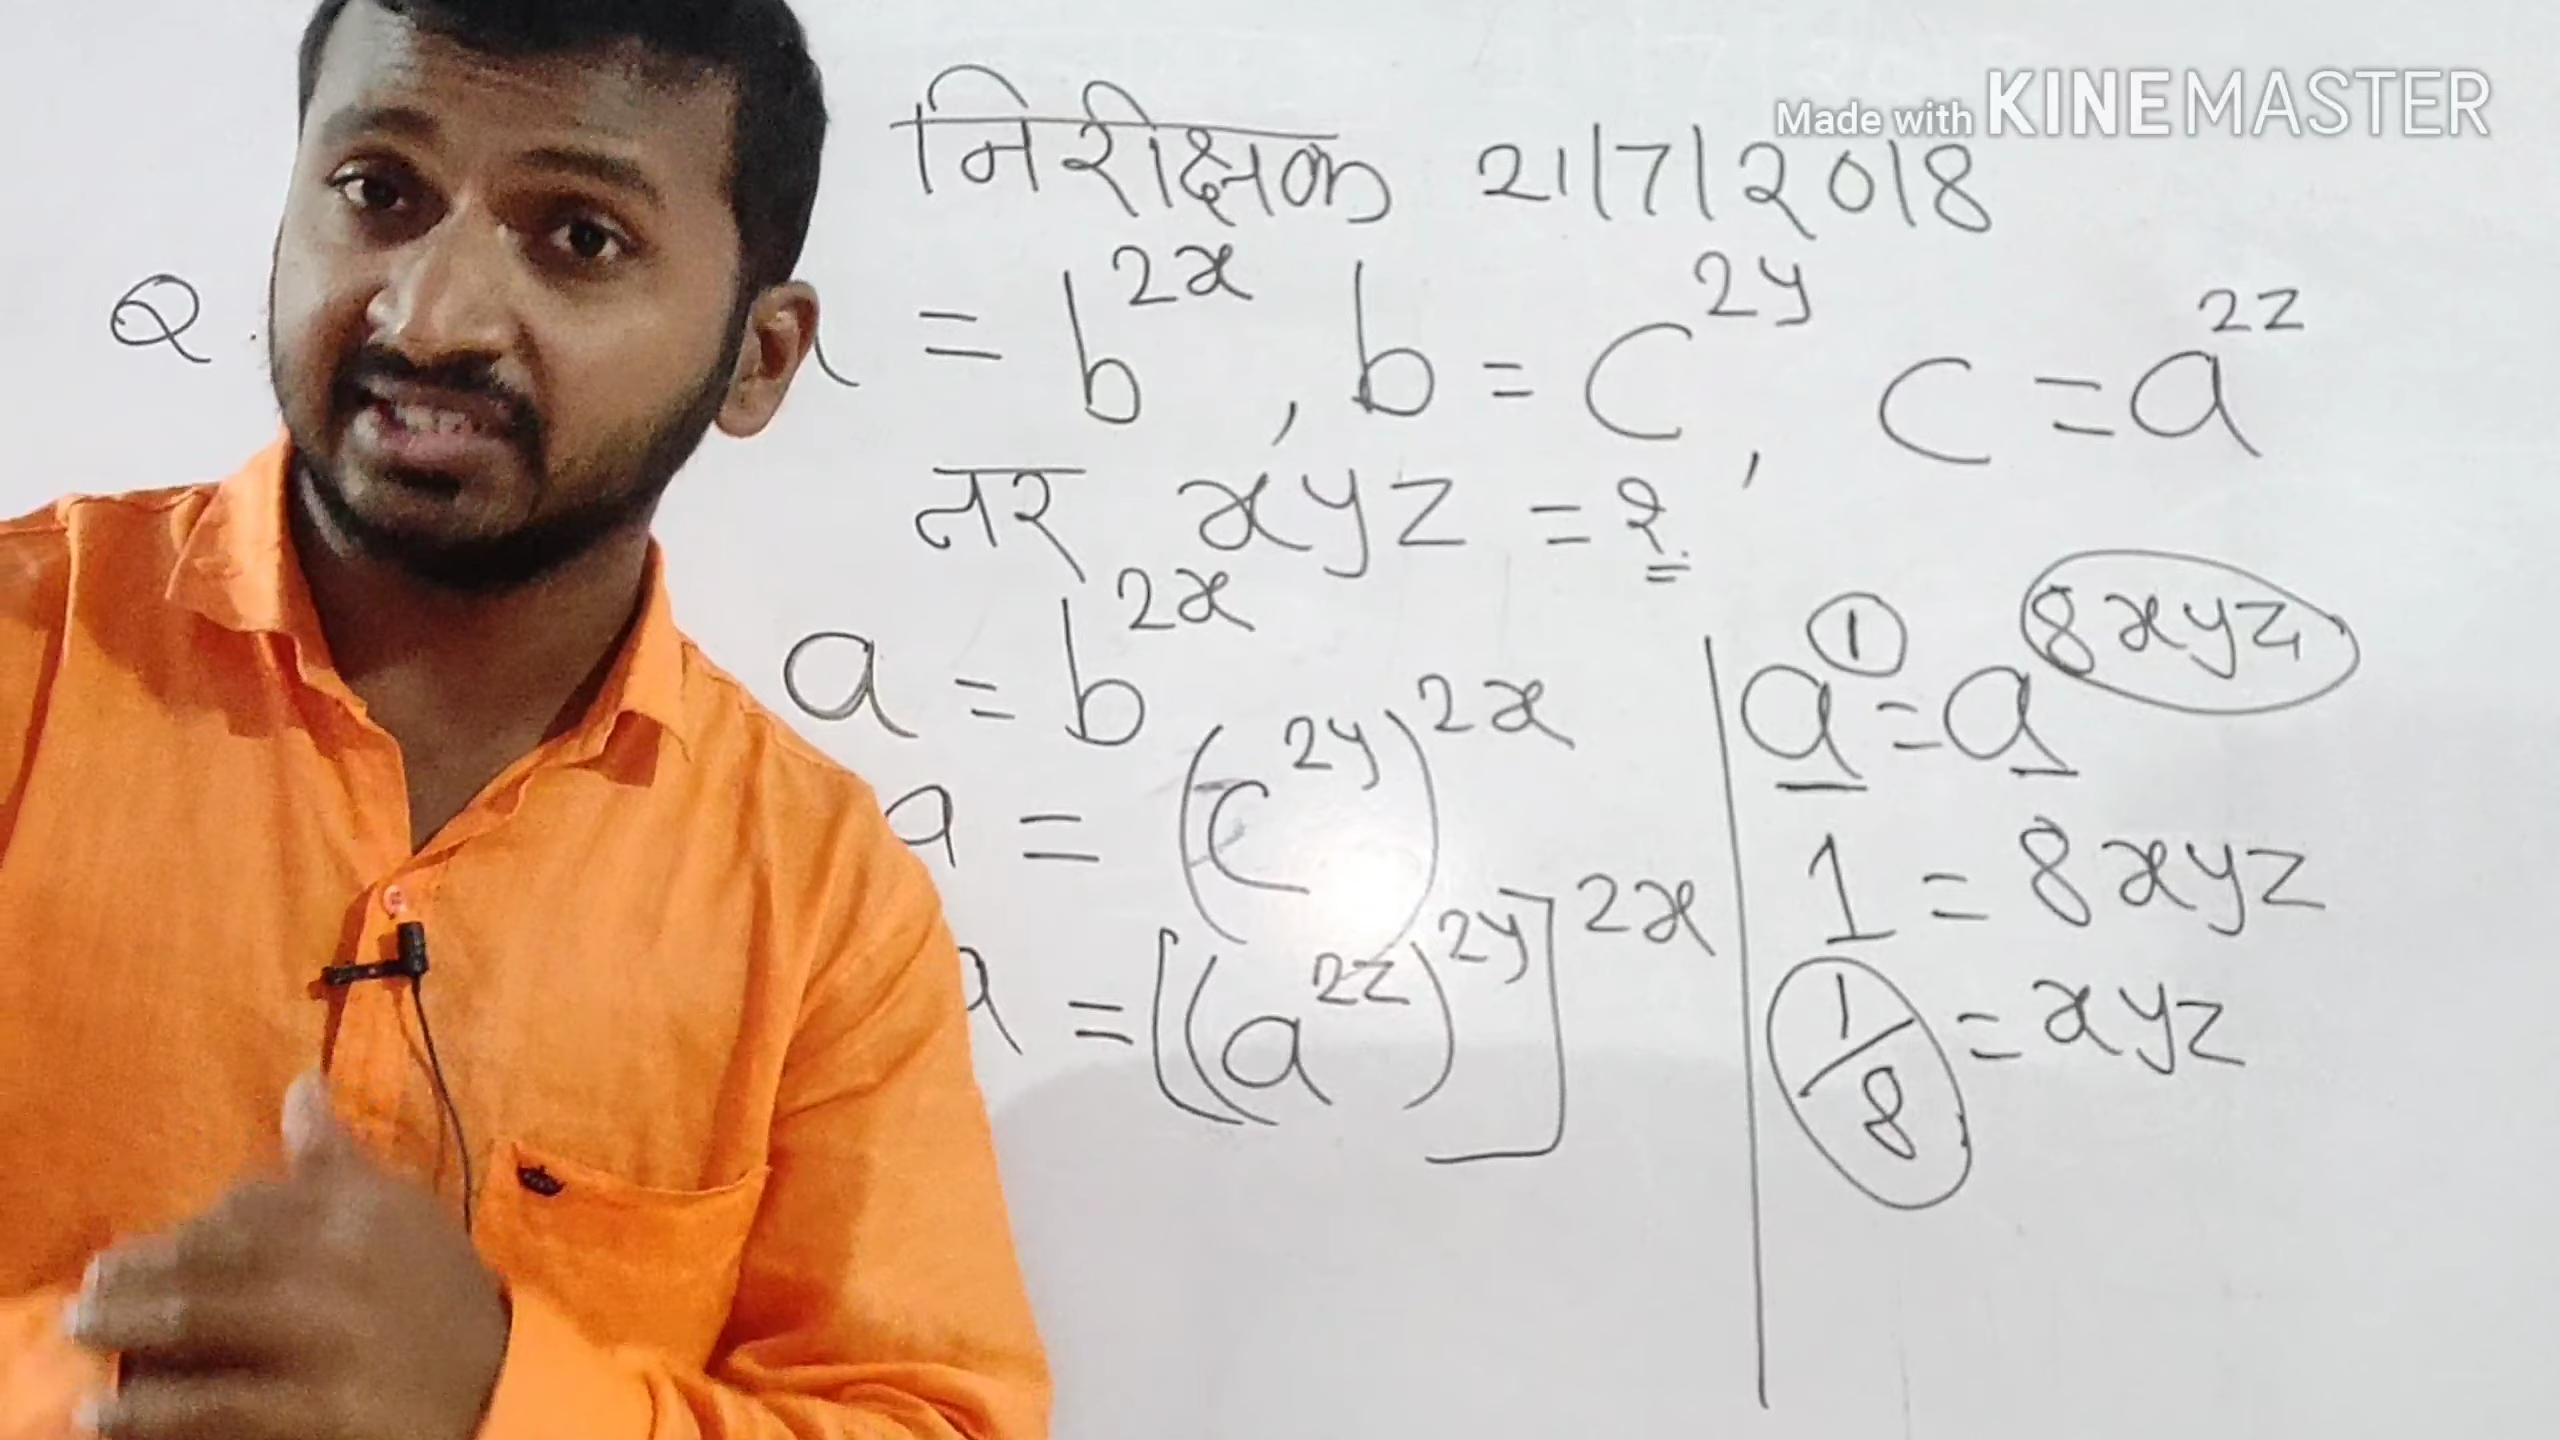 Made with KINEMASTER
निरीक्षक 21/7/2018
Q = b^{2x}, b = c^{2y}, c = a^{2z}
तर xyz = ?
a = b^{2x}
a = (c^{2y})^{2x}
a = [(a^{2z})^{2y}]^{2x}
a^1 = a^{8xyz}
1 = 8xyz
1/8 = xyz